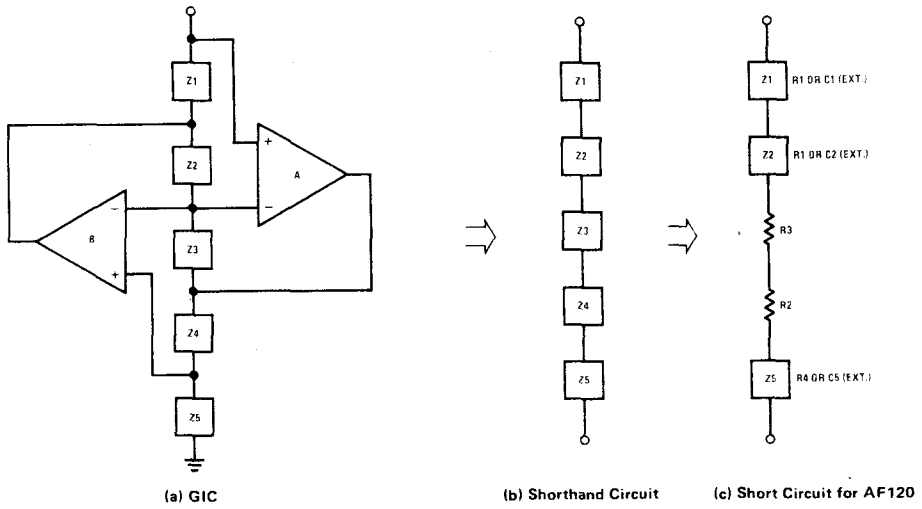 Z1
Z2
Z3
Z4
Z5
+
−
A
−
+
B
(a) GIC
Z1
Z2
Z3
Z4
Z5
(b) Shorthand Circuit
Z1 R1 OR C1 (EXT.)
Z2 R1 OR C2 (EXT.)
R3
R2
Z5 R4 OR C5 (EXT.)
(c) Short Circuit for AF120